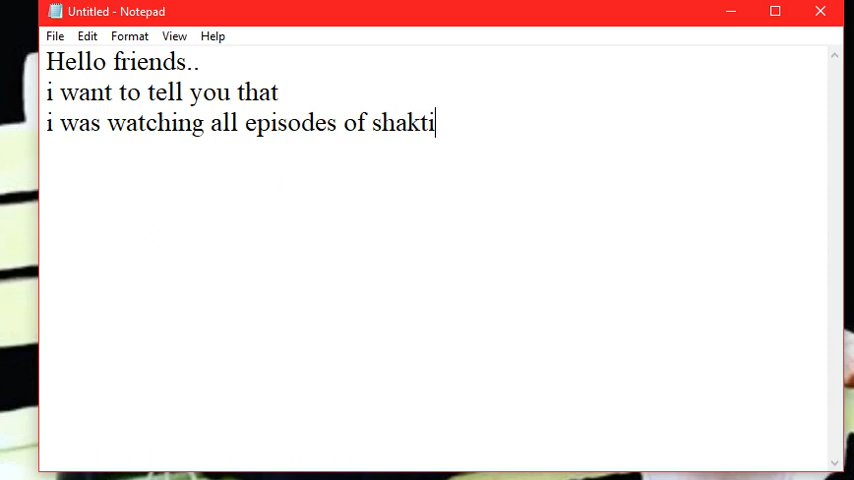 Untitled - Notepad
File Edit Format View Help
Hello friends..
i want to tell you that
i was watching all episodes of shakti